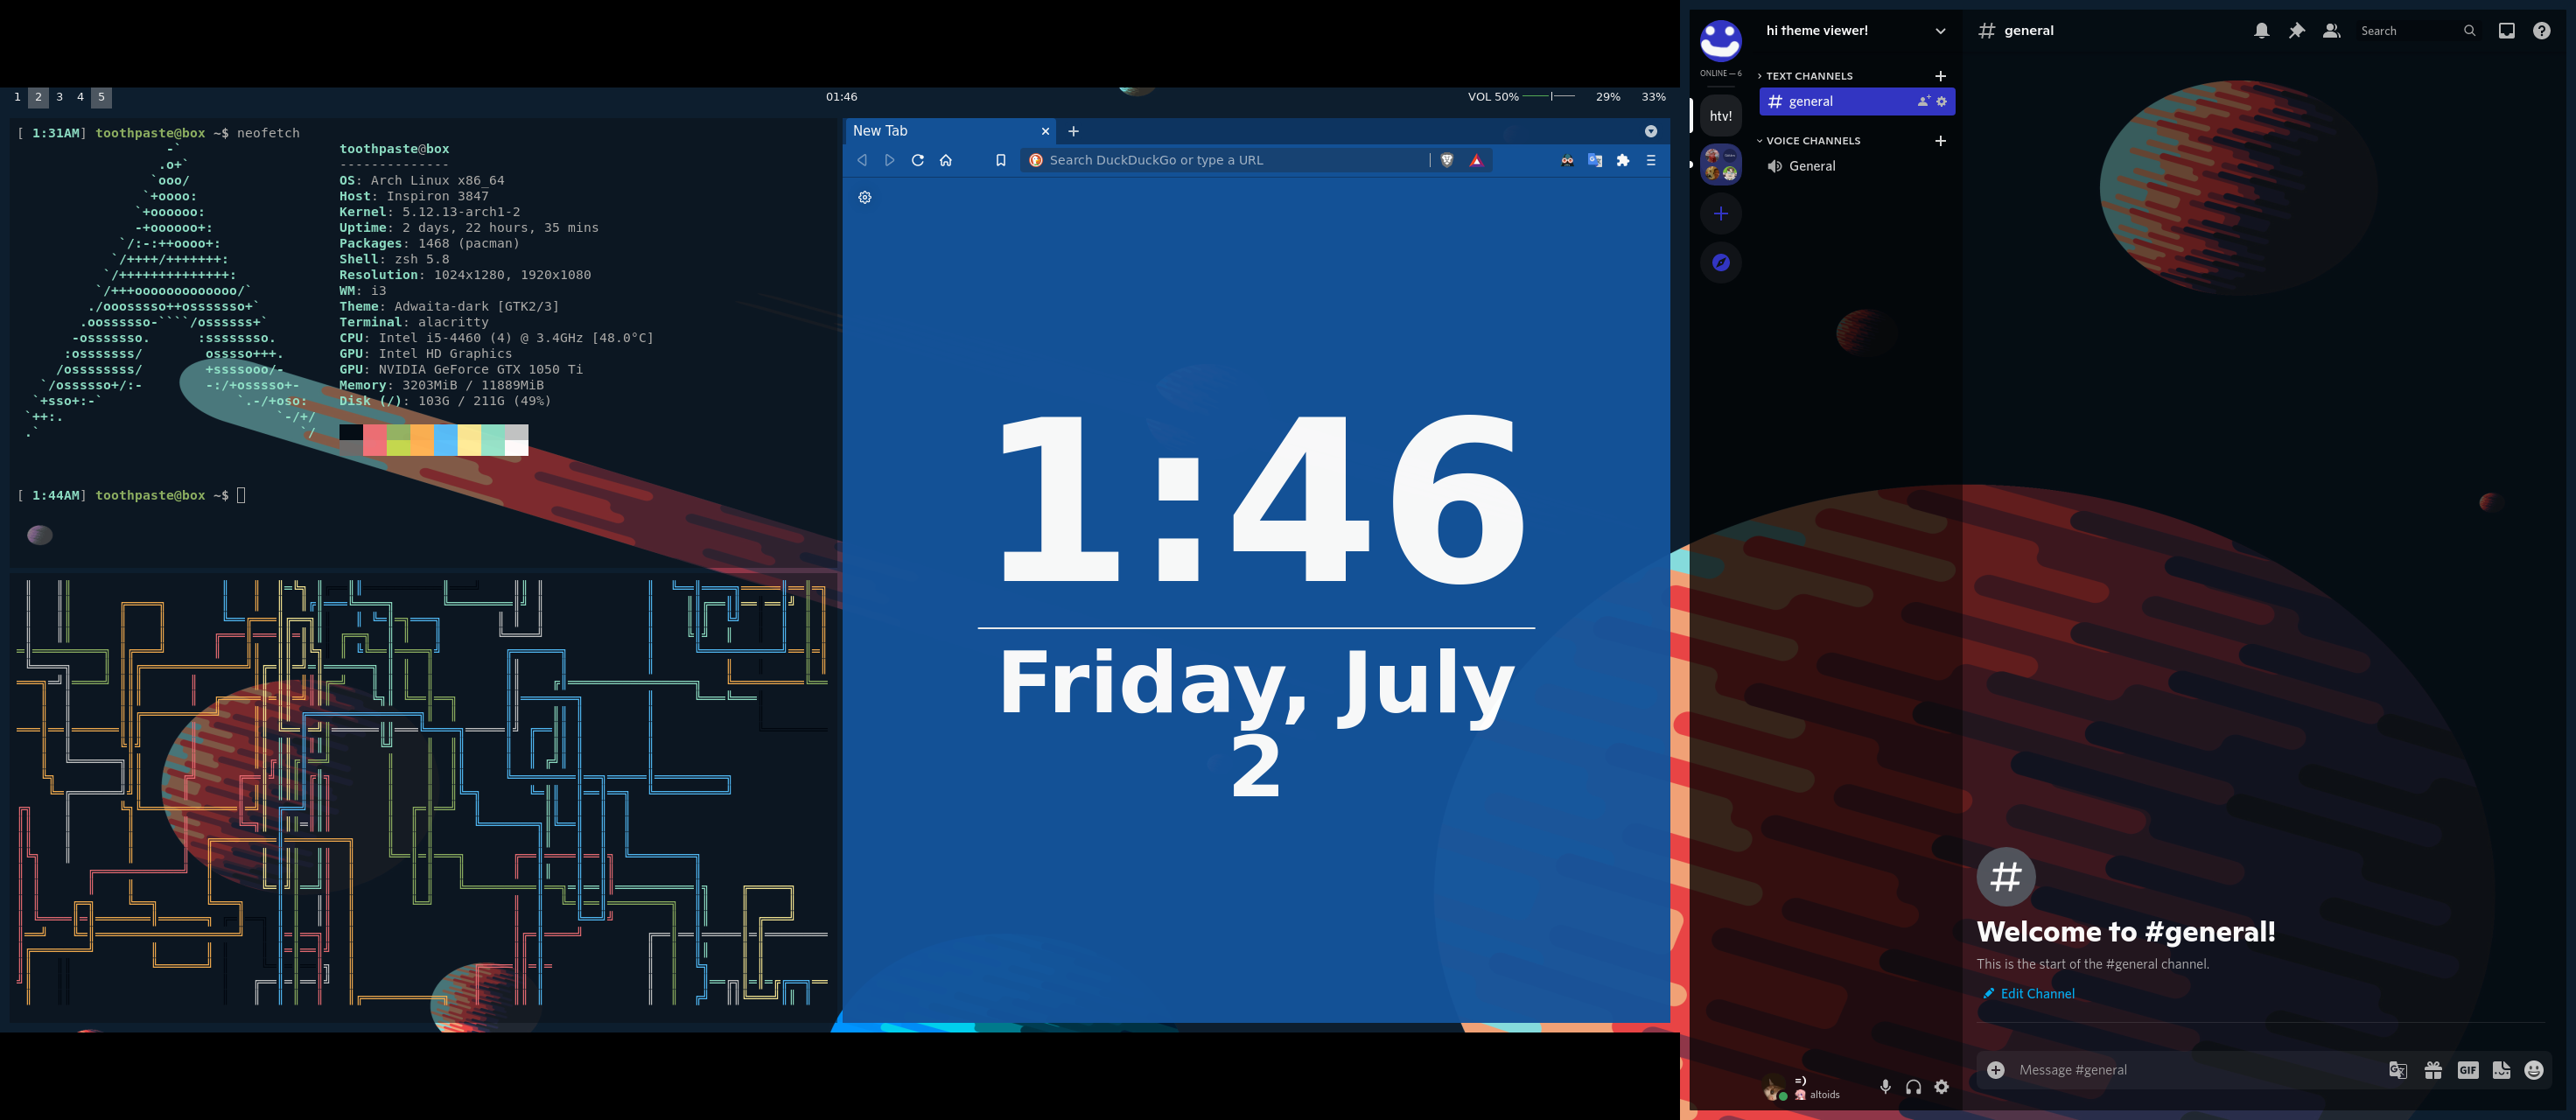 1 2 3 4 5
01:46
VOL 50%
29%
33%
[ 1:31AM] toothpaste@box ~$ neofetch
toothpaste@box
--------------
OS: Arch Linux x86_64
Host: Inspiron 3847
Kernel: 5.12.13-arch1-2
Uptime: 2 days, 22 hours, 35 mins
Packages: 1468 (pacman)
Shell: zsh 5.8
Resolution: 1024x1280, 1920x1080
WM: i3
Theme: Adwaita-dark [GTK2/3]
Terminal: alacritty
CPU: Intel i5-4460 (4) @ 3.4GHz [48.0°C]
GPU: Intel HD Graphics
GPU: NVIDIA GeForce GTX 1050 Ti
Memory: 3203MiB / 11889MiB
Disk (/): 103G / 211G (49%)
[ 1:44AM] toothpaste@box ~$
New Tab
Search DuckDuckGo or type a URL
1:46
Friday, July
2
ONLINE — 6
htv!
hi theme viewer!
TEXT CHANNELS
# general
VOICE CHANNELS
General
=)
altoids
# general
Search
#
Welcome to #general!
This is the start of the #general channel.
Edit Channel
Message #general
GIF